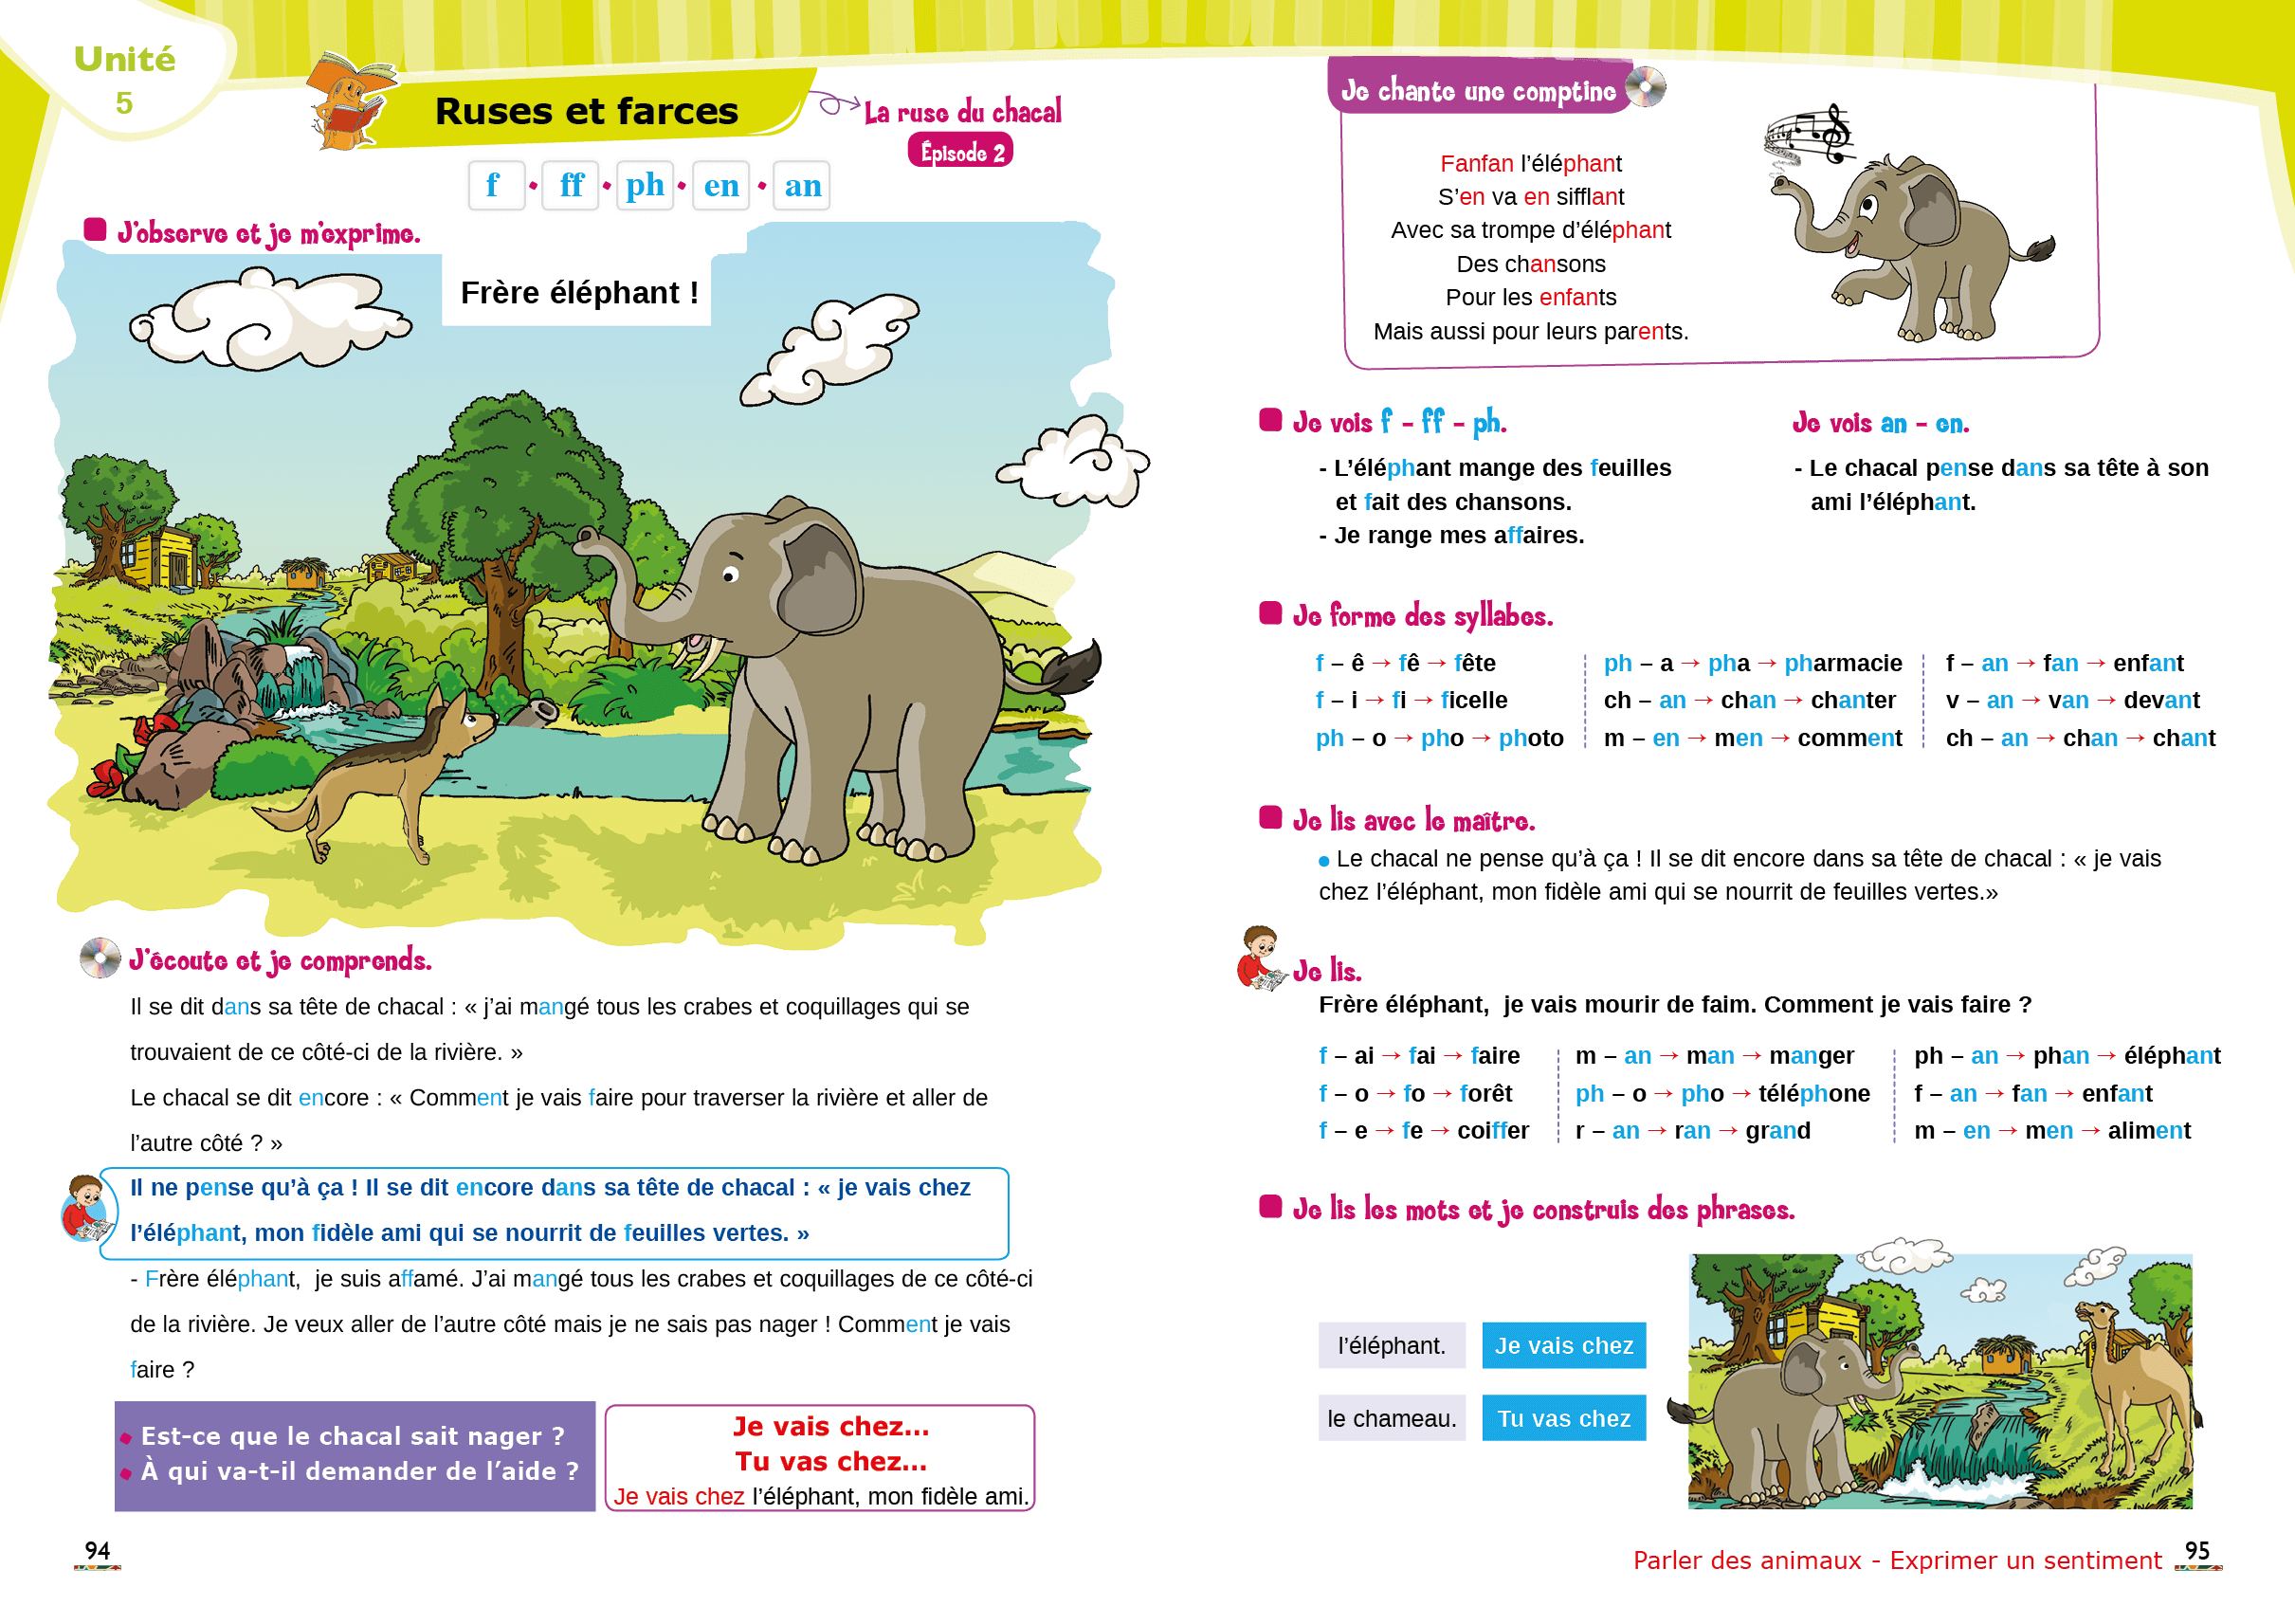 Unité
5
Ruses et farces
La ruse du chacal
Épisode 2
f • ff • ph • en • an
J'observe et je m'exprime.
Frère éléphant !
J'écoute et je comprends.
Il se dit dans sa tête de chacal : « j'ai mangé tous les crabes et coquillages qui se
trouvaient de ce côté-ci de la rivière. »
Le chacal se dit encore : « Comment je vais faire pour traverser la rivière et aller de
l'autre côté ? »
Il ne pense qu'à ça ! Il se dit encore dans sa tête de chacal : « je vais chez
l'éléphant, mon fidèle ami qui se nourrit de feuilles vertes. »
- Frère éléphant, je suis affamé. J'ai mangé tous les crabes et coquillages de ce côté-ci
de la rivière. Je veux aller de l'autre côté mais je ne sais pas nager ! Comment je vais
faire ?
• Est-ce que le chacal sait nager ?
• À qui va-t-il demander de l'aide ?
Je vais chez...
Tu vas chez...
Je vais chez l'éléphant, mon fidèle ami.
94
Je chante une comptine
Fanfan l'éléphant
S'en va en sifflant
Avec sa trompe d'éléphant
Des chansons
Pour les enfants
Mais aussi pour leurs parents.
Je vois f - ff - ph.
- L'éléphant mange des feuilles
et fait des chansons.
- Je range mes affaires.
Je vois an - en.
- Le chacal pense dans sa tête à son
ami l'éléphant.
Je forme des syllabes.
f – ê → fê → fête
f – i → fi → ficelle
ph – o → pho → photo
ph – a → pha → pharmacie
ch – an → chan → chanter
m – en → men → comment
f – an → fan → enfant
v – an → van → devant
ch – an → chan → chant
Je lis avec le maître.
• Le chacal ne pense qu'à ça ! Il se dit encore dans sa tête de chacal : « je vais
chez l'éléphant, mon fidèle ami qui se nourrit de feuilles vertes.»
Je lis.
Frère éléphant, je vais mourir de faim. Comment je vais faire ?
f – ai → fai → faire
f – o → fo → forêt
f – e → fe → coiffer
m – an → man → manger
ph – o → pho → téléphone
r – an → ran → grand
ph – an → phan → éléphant
f – an → fan → enfant
m – en → men → aliment
Je lis les mots et je construis des phrases.
l'éléphant. Je vais chez
le chameau. Tu vas chez
Parler des animaux - Exprimer un sentiment
95